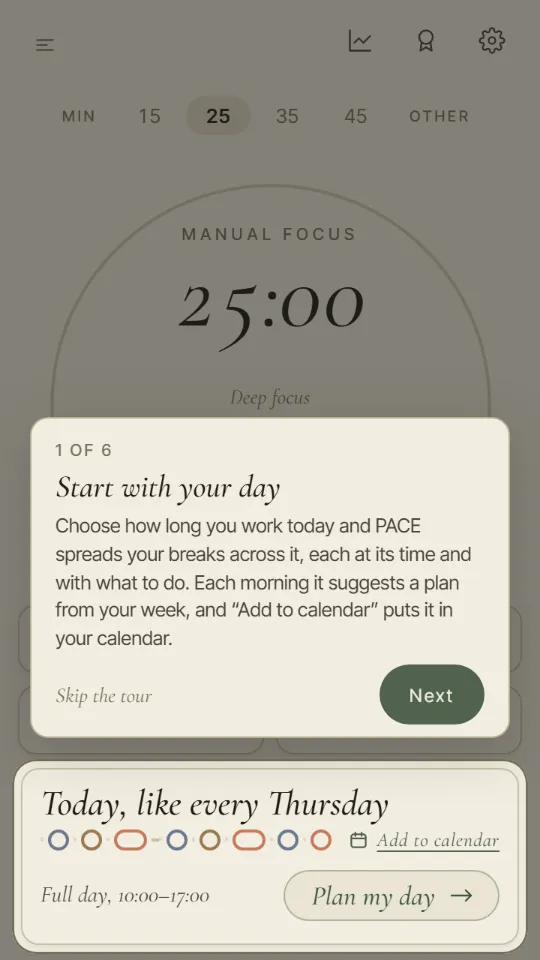 MIN 15 25 35 45 OTHER
MANUAL FOCUS
25:00
Deep focus
1 OF 6
Start with your day
Choose how long you work today and PACE
spreads your breaks across it, each at its time and
with what to do. Each morning it suggests a plan
from your week, and “Add to calendar” puts it in
your calendar.
Skip the tour
Next
Today, like every Thursday
Add to calendar
Full day, 10:00–17:00
Plan my day →